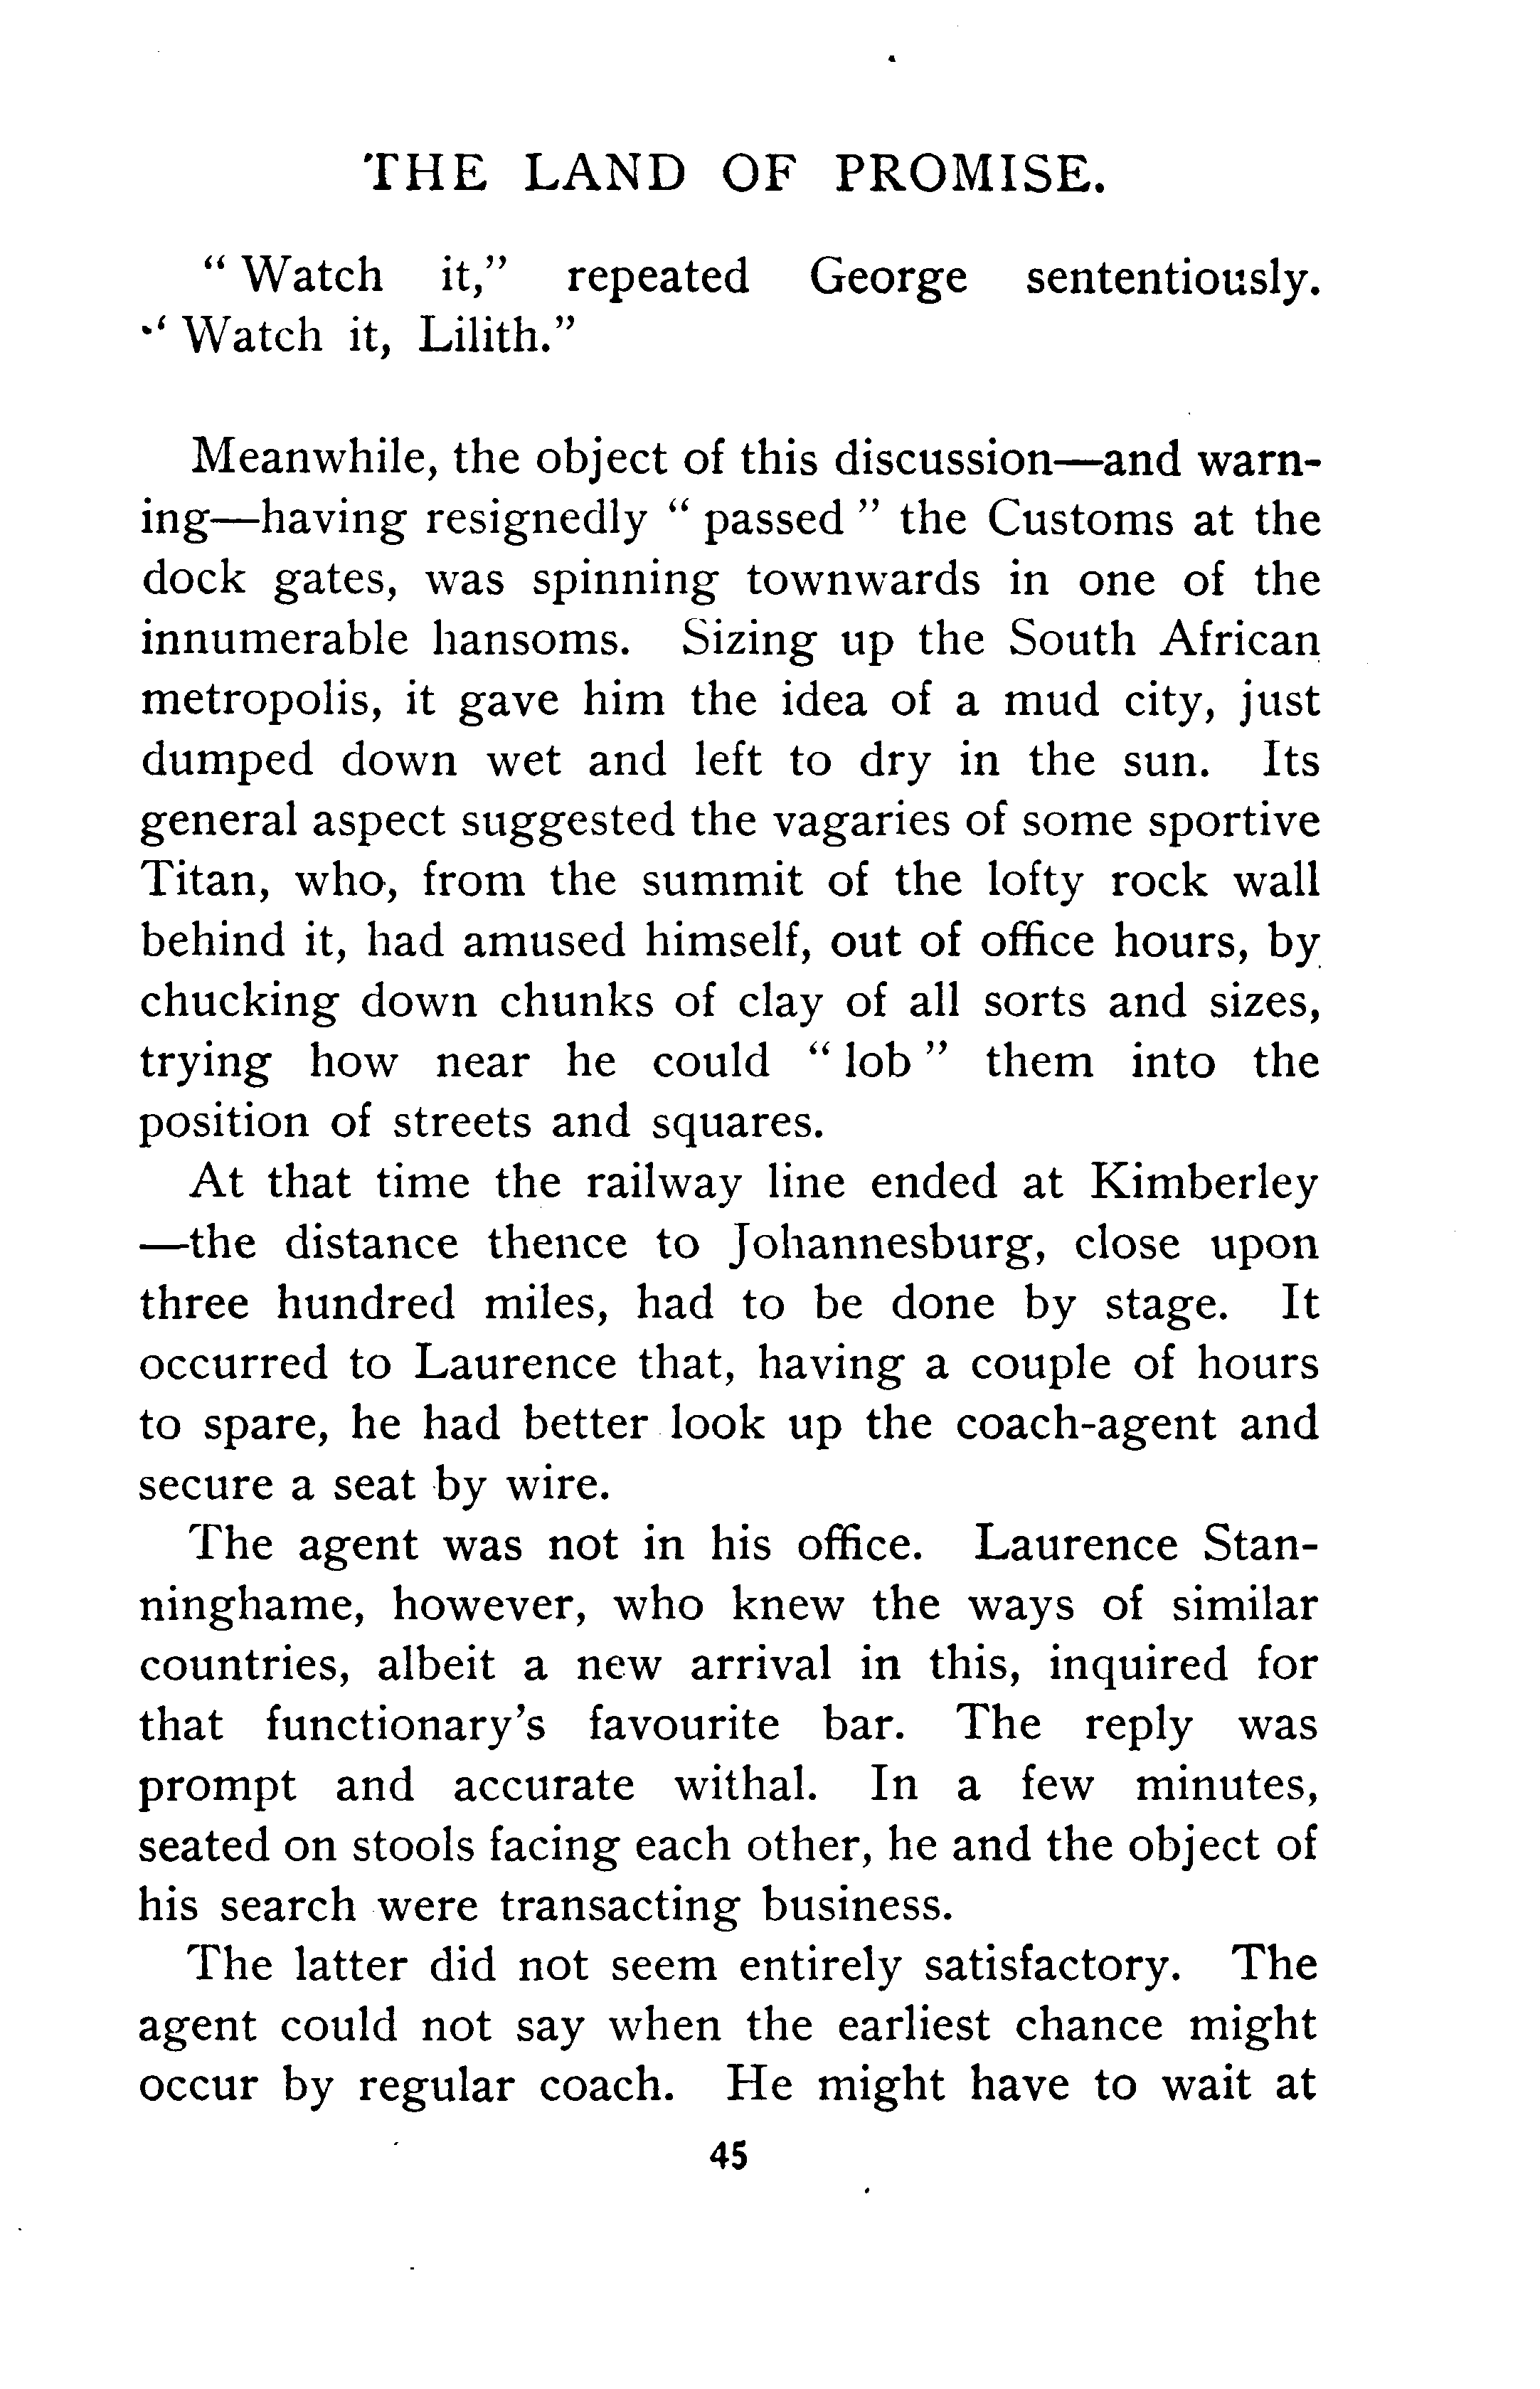 THE LAND OF PROMISE.
" Watch it," repeated George sententiously.
" Watch it, Lilith."
Meanwhile, the object of this discussion—and warn-
ing—having resignedly " passed " the Customs at the
dock gates, was spinning townwards in one of the
innumerable hansoms. Sizing up the South African
metropolis, it gave him the idea of a mud city, just
dumped down wet and left to dry in the sun. Its
general aspect suggested the vagaries of some sportive
Titan, who, from the summit of the lofty rock wall
behind it, had amused himself, out of office hours, by
chucking down chunks of clay of all sorts and sizes,
trying how near he could " lob " them into the
position of streets and squares.
At that time the railway line ended at Kimberley
—the distance thence to Johannesburg, close upon
three hundred miles, had to be done by stage. It
occurred to Laurence that, having a couple of hours
to spare, he had better look up the coach-agent and
secure a seat by wire.
The agent was not in his office. Laurence Stan-
ninghame, however, who knew the ways of similar
countries, albeit a new arrival in this, inquired for
that functionary's favourite bar. The reply was
prompt and accurate withal. In a few minutes,
seated on stools facing each other, he and the object of
his search were transacting business.
The latter did not seem entirely satisfactory. The
agent could not say when the earliest chance might
occur by regular coach. He might have to wait at
45